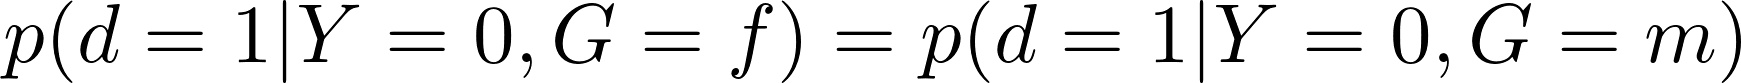 p(d = 1|Y = 0, G = f) = p(d = 1|Y = 0, G = m)